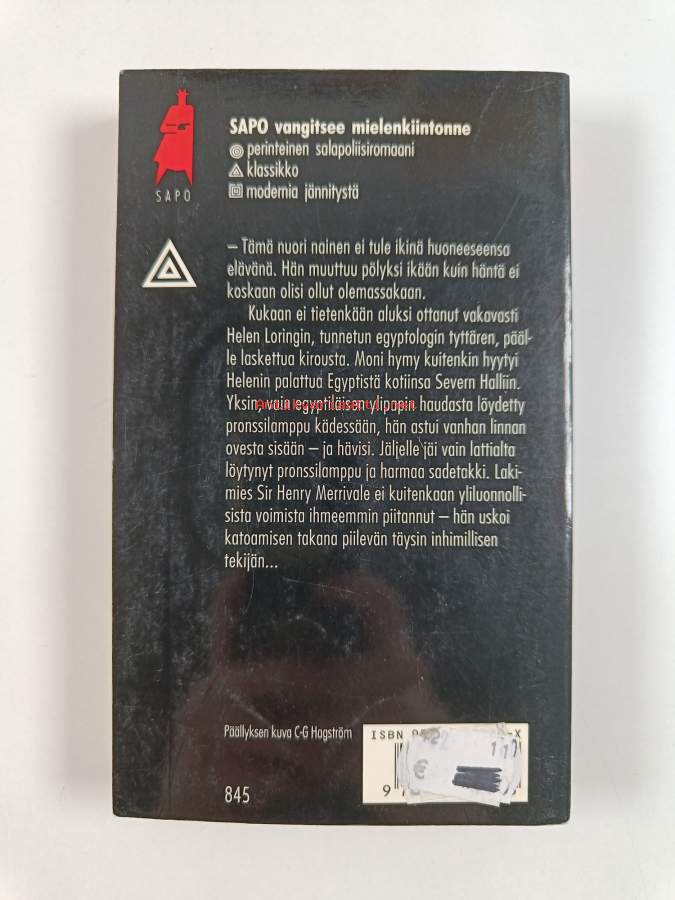 SAPO vangitsee mielenkiintonne
perinteinen salapoliisiromaani
klassikko
modernia jännitystä
SAPO
– Tämä nuori nainen ei tule ikinä huoneeseensa
elävänä. Hän muuttuu pölyksi ikään kuin häntä ei
koskaan olisi ollut olemassakaan.
Kukaan ei tietenkään aluksi ottanut vakavasti
Helen Loringin, tunnetun egyptologin tyttären, pääl-
le laskettua kirousta. Moni hymy kuitenkin hyytyi
Helenin palattua Egyptistä kotiinsa Severn Halliin.
Yksin, vain egyptiläisen ylipapin haudasta löydetty
pronssilamppu kädessään, hän astui vanhan linnan
ovesta sisään – ja hävisi. Jäljelle jäi vain lattialta
löytynyt pronssilamppu ja harmaa sadetakki. Laki-
mies Sir Henry Merrivale ei kuitenkaan yliluonnolli-
sista voimista ihmeemmin piitannut – hän uskoi
katoamisen takana piilevän täysin inhimillisen
tekijän...
Päällyksen kuva C-G Hagström
ISBN 95 -X
€
9
845